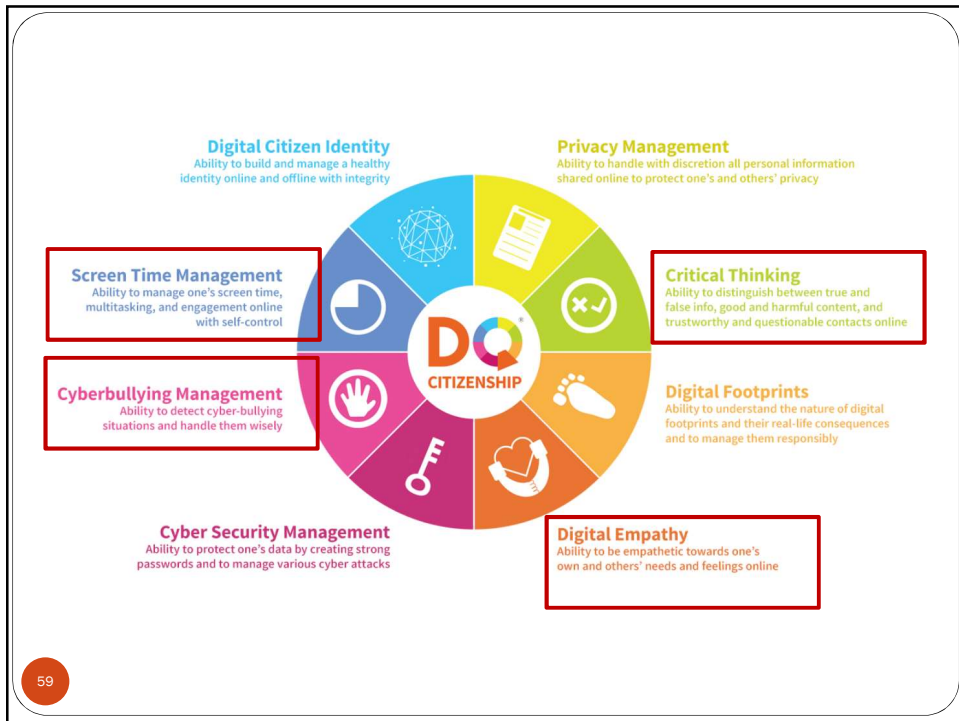 Digital Citizen Identity
Ability to build and manage a healthy
identity online and offline with integrity
Privacy Management
Ability to handle with discretion all personal information
shared online to protect one's and others' privacy
Screen Time Management
Ability to manage one's screen time,
multitasking, and engagement online
with self-control
Critical Thinking
Ability to distinguish between true and
false info, good and harmful content, and
trustworthy and questionable contacts online
DQ®
CITIZENSHIP
Cyberbullying Management
Ability to detect cyber-bullying
situations and handle them wisely
Digital Footprints
Ability to understand the nature of digital
footprints and their real-life consequences
and to manage them responsibly
Cyber Security Management
Ability to protect one's data by creating strong
passwords and to manage various cyber attacks
Digital Empathy
Ability to be empathetic towards one's
own and others' needs and feelings online
59